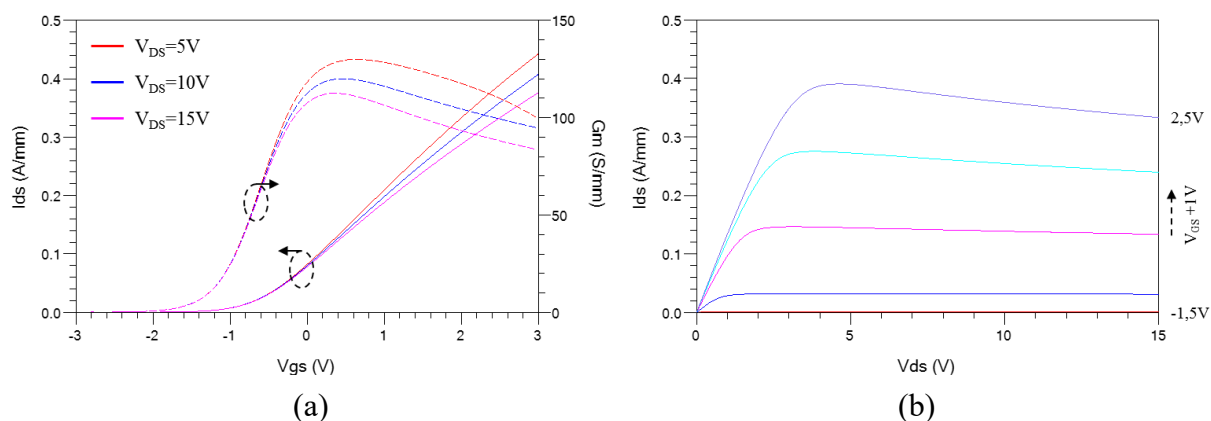 0.5
0.4
0.3
0.2
0.1
0.0
Ids (A/mm)
V_DS=5V
V_DS=10V
V_DS=15V
150
100
50
0
Gm (S/mm)
-3 -2 -1 0 1 2 3
Vgs (V)
(a)
0.5
0.4
0.3
0.2
0.1
0.0
Ids (A/mm)
2,5V
V_GS +1V
-1,5V
0 5 10 15
Vds (V)
(b)